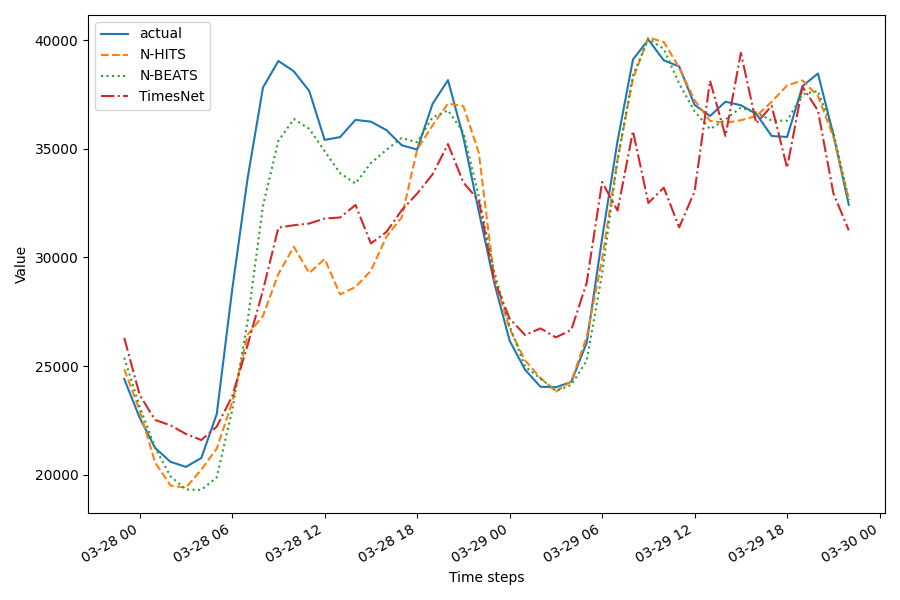 actual
N-HITS
N-BEATS
TimesNet
40000
35000
30000
25000
20000
Value
03-28 00
03-28 06
03-28 12
03-28 18
03-29 00
03-29 06
03-29 12
03-29 18
03-30 00
Time steps